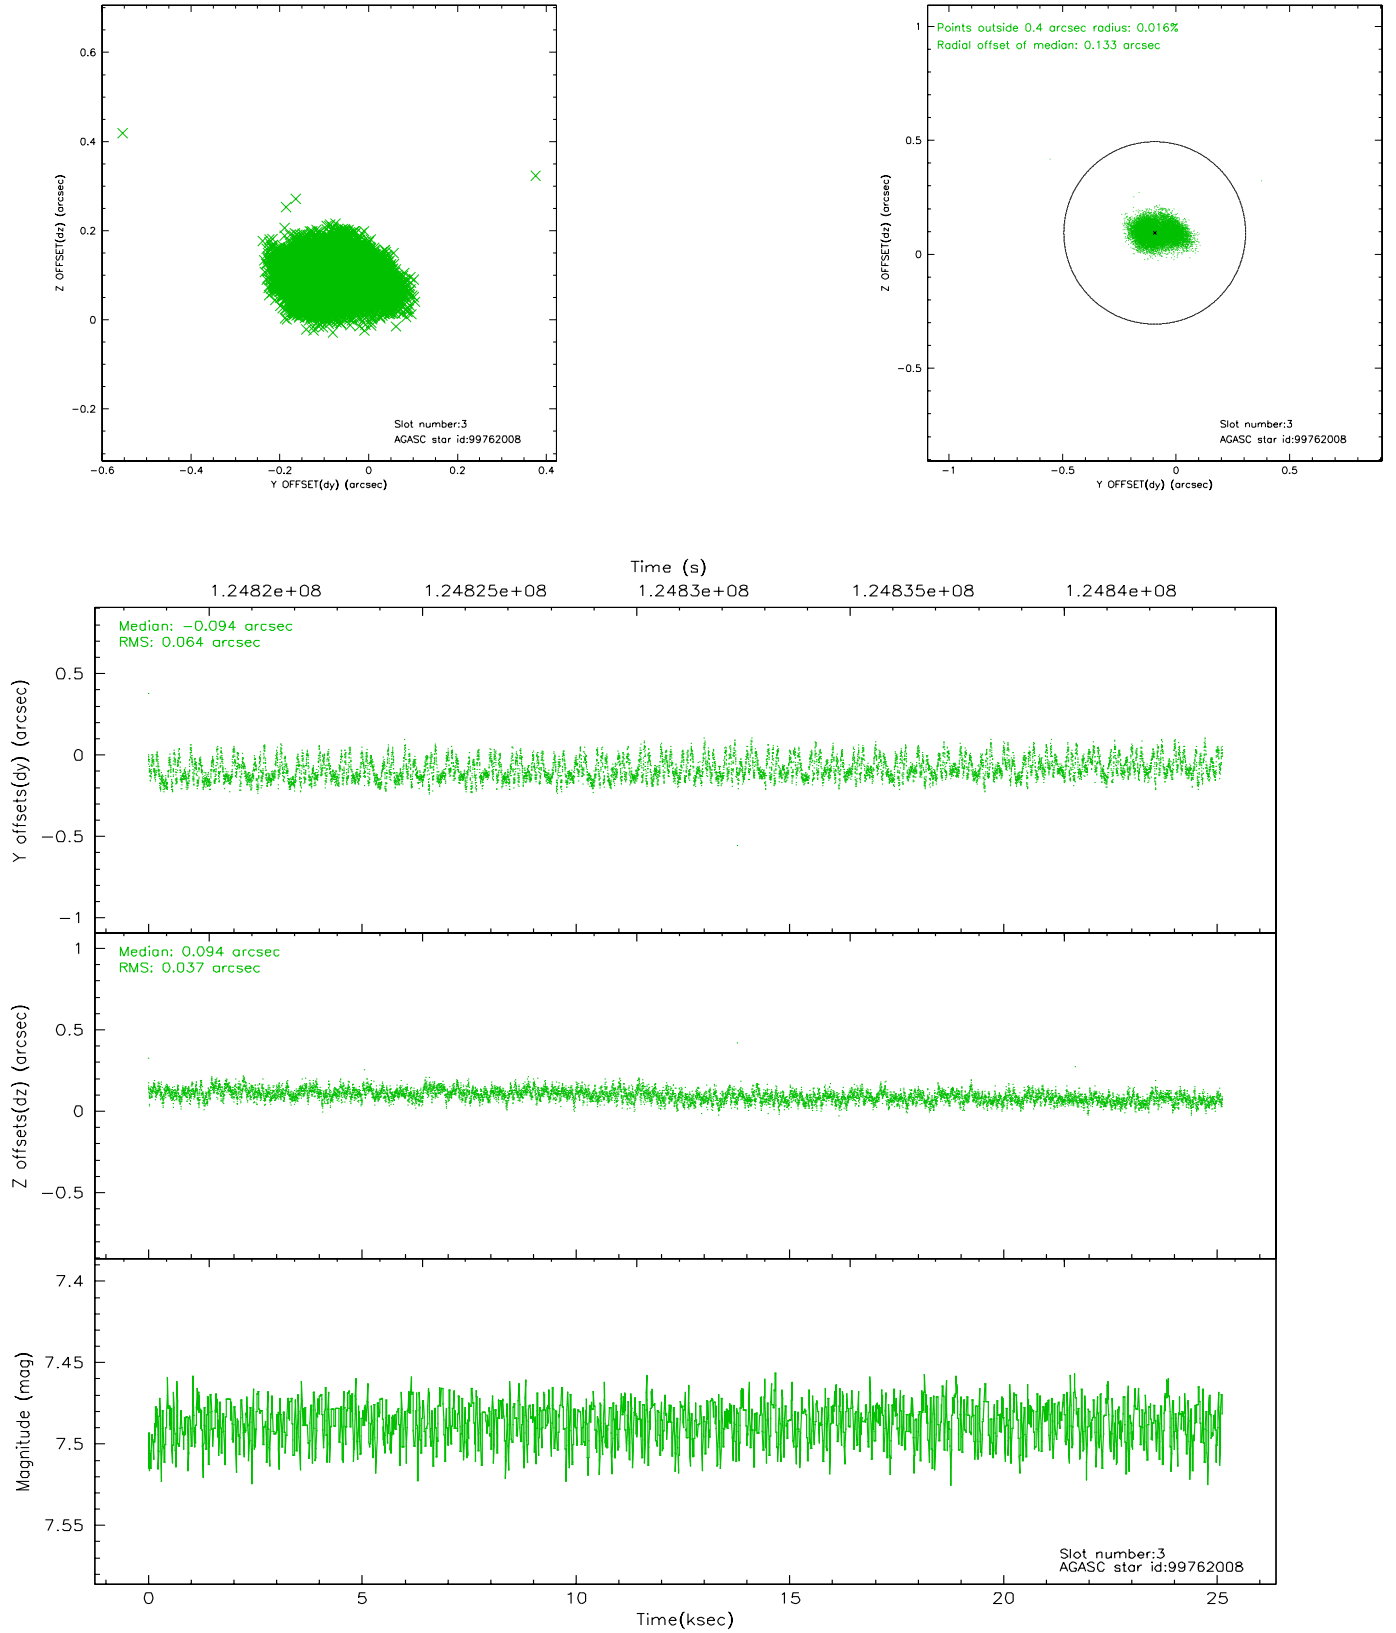 0.6
0.4
0.2
0
−0.2
Z OFFSET(dz) (arcsec)
Slot number:3
AGASC star id:99762008
−0.6 −0.4 −0.2 0 0.2 0.4
Y OFFSET(dy) (arcsec)
Points outside 0.4 arcsec radius: 0.016%
Radial offset of median: 0.133 arcsec
1
0.5
0
−0.5
Z OFFSET(dz) (arcsec)
Slot number:3
AGASC star id:99762008
−1 −0.5 0 0.5
Y OFFSET(dy) (arcsec)
Time (s)
1.2482e+08 1.24825e+08 1.2483e+08 1.24835e+08 1.2484e+08
Median: −0.094 arcsec
RMS: 0.064 arcsec
0.5
0
−0.5
−1
Y offsets(dy) (arcsec)
Median: 0.094 arcsec
RMS: 0.037 arcsec
1
0.5
0
−0.5
Z offsets(dz) (arcsec)
7.4
7.45
7.5
7.55
Magnitude (mag)
Slot number:3
AGASC star id:99762008
0 5 10 15 20 25
Time(ksec)